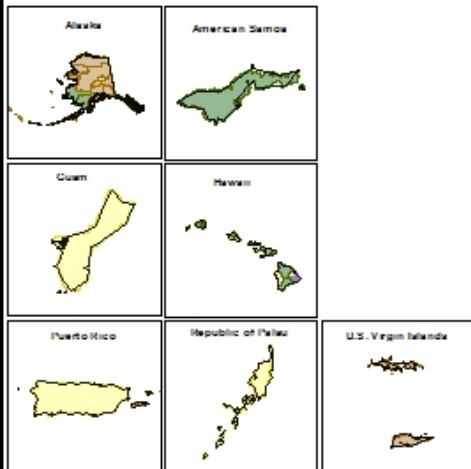 Alaska
American Samoa
Guam
Hawaii
Puerto Rico
Republic of Palau
U.S. Virgin Islands